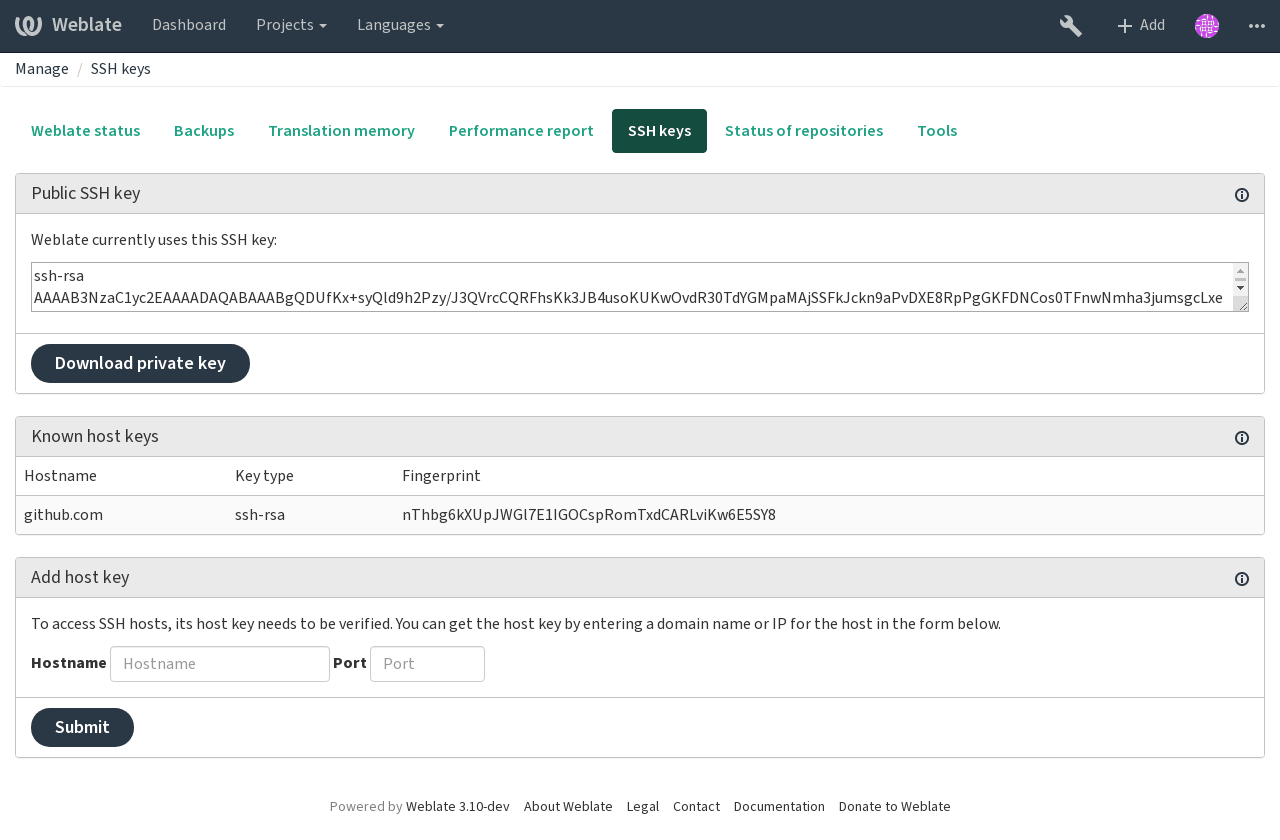 Weblate Dashboard Projects Languages Add
Manage / SSH keys
Weblate status Backups Translation memory Performance report SSH keys Status of repositories Tools
Public SSH key
Weblate currently uses this SSH key:
ssh-rsa
AAAAB3NzaC1yc2EAAAADAQABAAABgQDUfKx+syQld9h2Pzy/J3QVrcCQRFhsKk3JB4usoKUKwOvdR30TdYGMpaMAjSSFkJckn9aPvDXE8RpPgGKFDNCos0TFnwNmha3jumsgcLxe
Download private key
Known host keys
Hostname Key type Fingerprint
github.com ssh-rsa nThbg6kXUpJWGl7E1IGOCspRomTxdCARLviKw6E5SY8
Add host key
To access SSH hosts, its host key needs to be verified. You can get the host key by entering a domain name or IP for the host in the form below.
Hostname Hostname Port Port
Submit
Powered by Weblate 3.10-dev About Weblate Legal Contact Documentation Donate to Weblate